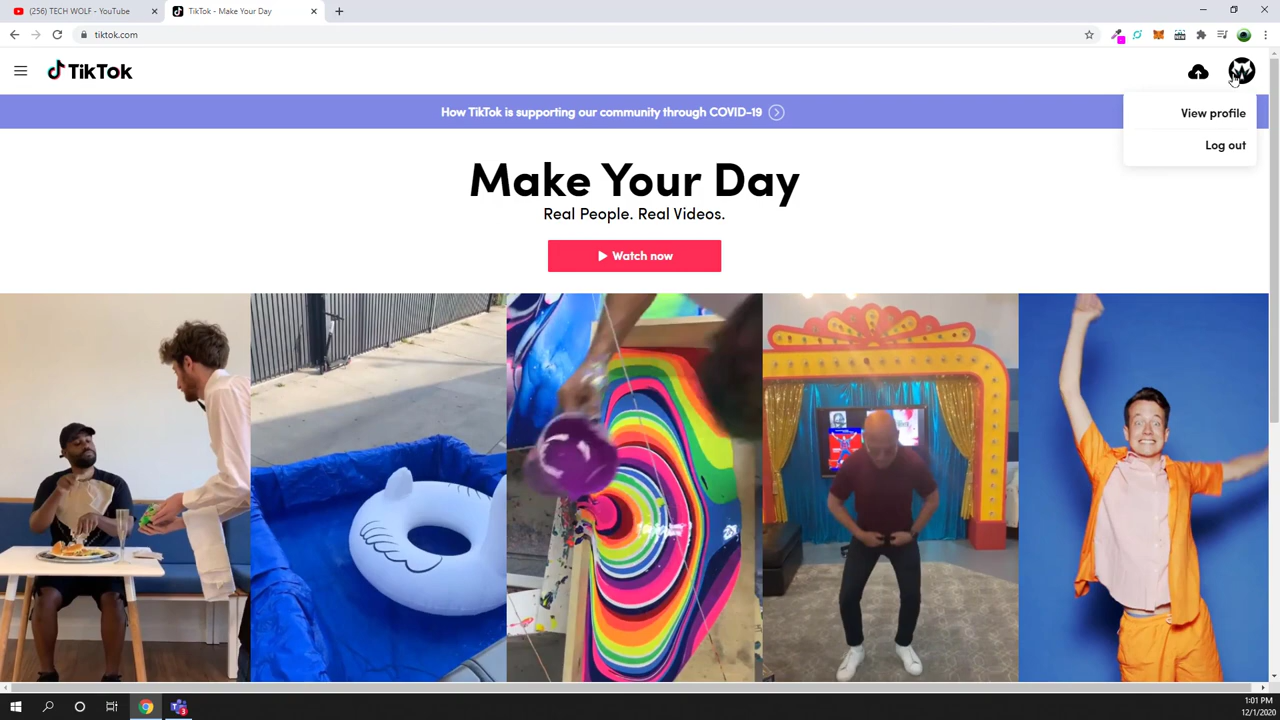 (256) TECH WOLF - YouTube
TikTok - Make Your Day
tiktok.com
TikTok
How TikTok is supporting our community through COVID-19
View profile
Log out
Make Your Day
Real People. Real Videos.
Watch now
1:01 PM
12/1/2020